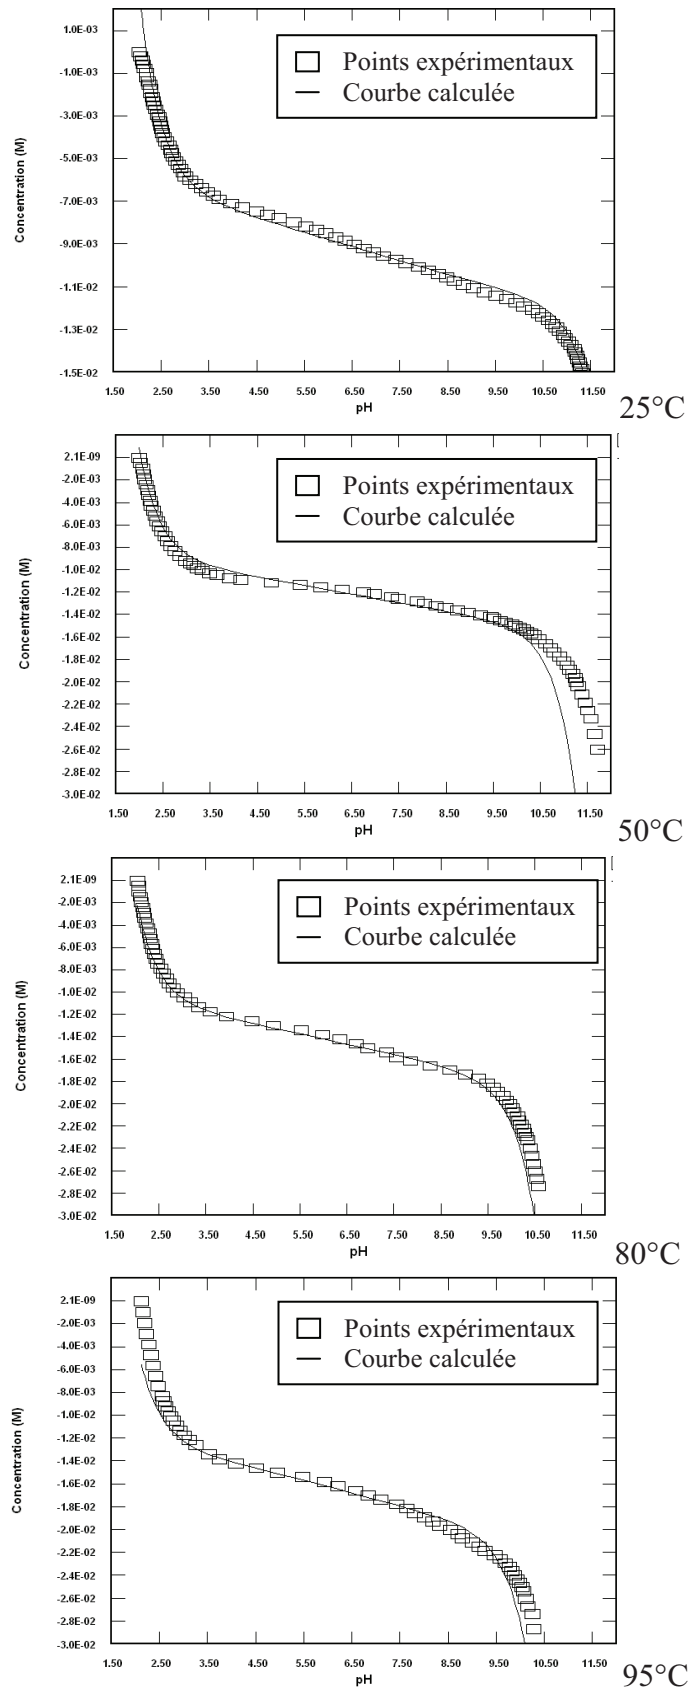 1.0E-03
-1.0E-03
-3.0E-03
-5.0E-03
-7.0E-03
-9.0E-03
-1.1E-02
-1.3E-02
-1.5E-02
Concentration (M)
Points expérimentaux
Courbe calculée
1.50 2.50 3.50 4.50 5.50 6.50 7.50 8.50 9.50 10.50 11.50
pH
25°C
2.1E-09
-2.0E-03
-4.0E-03
-6.0E-03
-8.0E-03
-1.0E-02
-1.2E-02
-1.4E-02
-1.6E-02
-1.8E-02
-2.0E-02
-2.2E-02
-2.4E-02
-2.6E-02
-2.8E-02
-3.0E-02
Concentration (M)
Points expérimentaux
Courbe calculée
1.50 2.50 3.50 4.50 5.50 6.50 7.50 8.50 9.50 10.50 11.50
pH
50°C
2.1E-09
-2.0E-03
-4.0E-03
-6.0E-03
-8.0E-03
-1.0E-02
-1.2E-02
-1.4E-02
-1.6E-02
-1.8E-02
-2.0E-02
-2.2E-02
-2.4E-02
-2.6E-02
-2.8E-02
-3.0E-02
Concentration (M)
Points expérimentaux
Courbe calculée
1.50 2.50 3.50 4.50 5.50 6.50 7.50 8.50 9.50 10.50 11.50
pH
80°C
2.1E-09
-2.0E-03
-4.0E-03
-6.0E-03
-8.0E-03
-1.0E-02
-1.2E-02
-1.4E-02
-1.6E-02
-1.8E-02
-2.0E-02
-2.2E-02
-2.4E-02
-2.6E-02
-2.8E-02
-3.0E-02
Concentration (M)
Points expérimentaux
Courbe calculée
1.50 2.50 3.50 4.50 5.50 6.50 7.50 8.50 9.50 10.50 11.50
pH
95°C